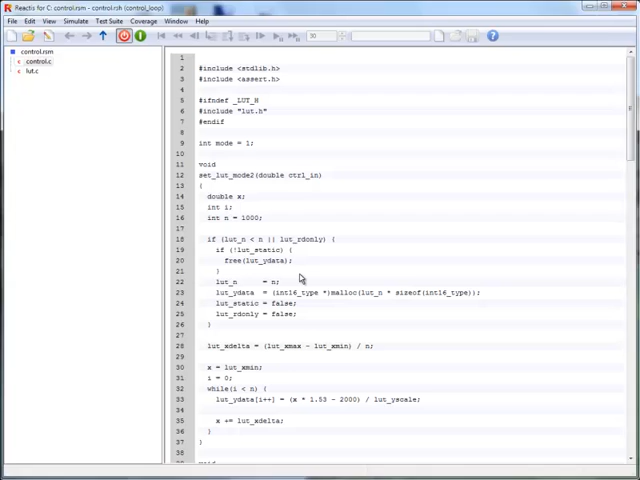 Reactis for C: control.rsm - control.rsh (control_loop)
File Edit View Simulate Test Suite Coverage Window Help
30
control.rsm
control.c
lut.c
1
2 #include <stdlib.h>
3 #include <assert.h>
4
5 #ifndef _LUT_H
6 #include "lut.h"
7 #endif
8
9 int mode = 1;
10
11 void
12 set_lut_mode2(double ctrl_in)
13 {
14 double x;
15 int i;
16 int n = 1000;
17
18 if (lut_n < n || lut_rdonly) {
19 if (!lut_static) {
20 free(lut_ydata);
21 }
22 lut_n = n;
23 lut_ydata = (int16_type *)malloc(lut_n * sizeof(int16_type));
24 lut_static = false;
25 lut_rdonly = false;
26 }
27
28 lut_xdelta = (lut_xmax - lut_xmin) / n;
29
30 x = lut_xmin;
31 i = 0;
32 while(i < n) {
33 lut_ydata[i++] = (x * 1.53 - 2000) / lut_yscale;
34
35 x += lut_xdelta;
36 }
37 }
38